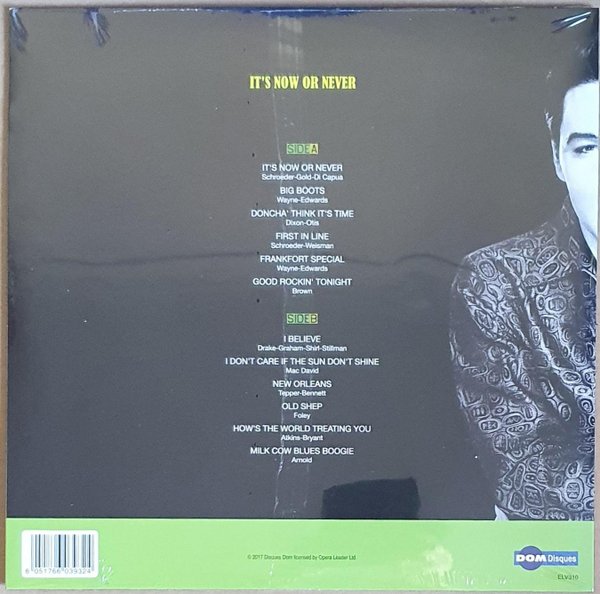 IT'S NOW OR NEVER
SIDE A
IT'S NOW OR NEVER
Schroeder-Gold-Di Capua
BIG BOOTS
Wayne-Edwards
DONCHA' THINK IT'S TIME
Dixon-Otis
FIRST IN LINE
Schroeder-Weisman
FRANKFORT SPECIAL
Wayne-Edwards
GOOD ROCKIN' TONIGHT
Brown
SIDE B
I BELIEVE
Drake-Graham-Shirl-Stillman
I DON'T CARE IF THE SUN DON'T SHINE
Mac David
NEW ORLEANS
Tepper-Bennett
OLD SHEP
Foley
HOW'S THE WORLD TREATING YOU
Atkins-Bryant
MILK COW BLUES BOOGIE
Arnold
8 051766 039324
© 2017 Disques Dom licensed by Opera Leader Ltd.
DOM Disques
ELV310